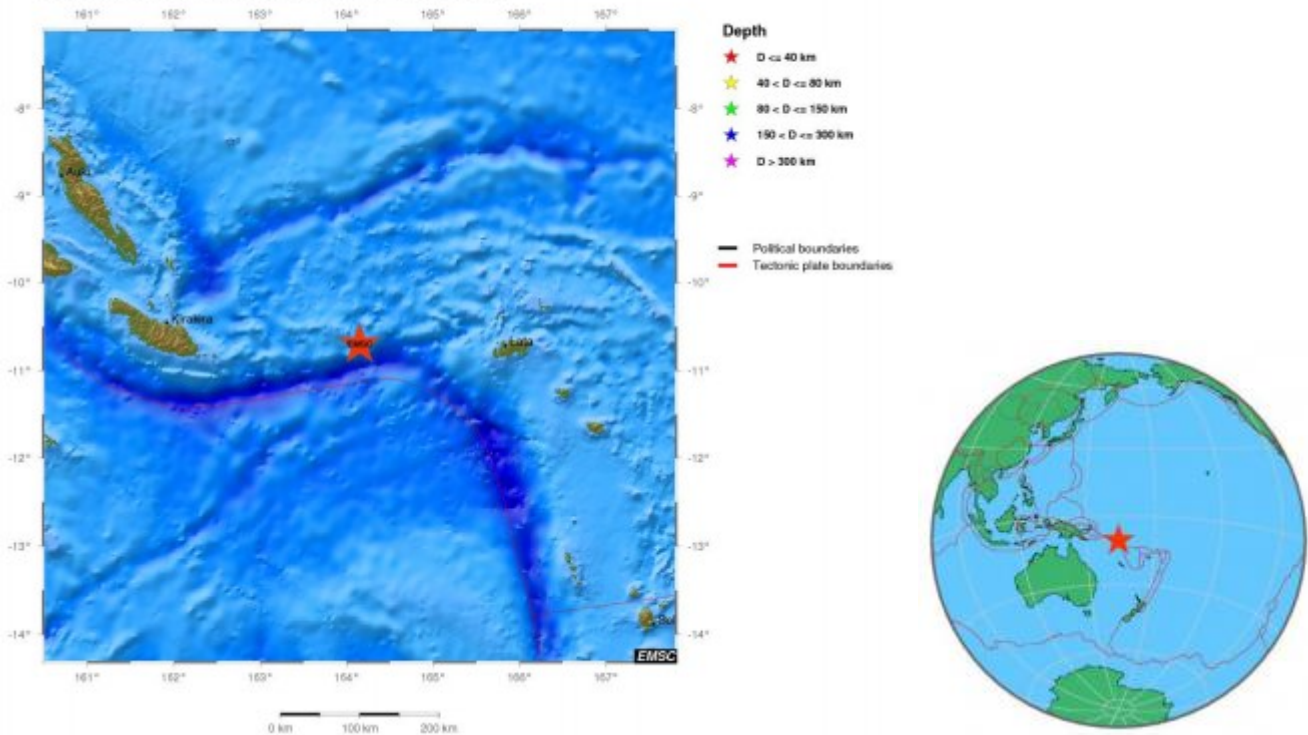 161° 162° 163° 164° 165° 166° 167°
-8° -8°
-9° -9°
-10° -10°
-11° -11°
-12° -12°
-13° -13°
-14° -14°
Auki
Kirakira
EMSC
Lata
EMSC
161° 162° 163° 164° 165° 166° 167°
0 km 100 km 200 km
Depth
D <= 40 km
40 < D <= 80 km
80 < D <= 150 km
150 < D <= 300 km
D > 300 km
Political boundaries
Tectonic plate boundaries